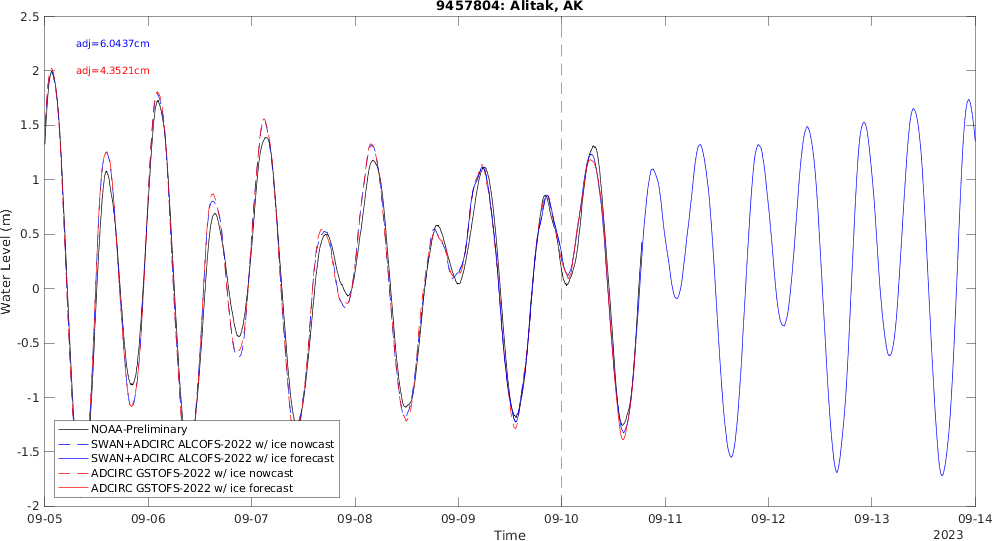 9457804: Alitak, AK
adj=6.0437cm
adj=4.3521cm
Water Level (m)
2.5
2
1.5
1
0.5
0
-0.5
-1
-1.5
-2
NOAA-Preliminary
SWAN+ADCIRC ALCOFS-2022 w/ ice nowcast
SWAN+ADCIRC ALCOFS-2022 w/ ice forecast
ADCIRC GSTOFS-2022 w/ ice nowcast
ADCIRC GSTOFS-2022 w/ ice forecast
09-05 09-06 09-07 09-08 09-09 09-10 09-11 09-12 09-13 09-14
Time
2023